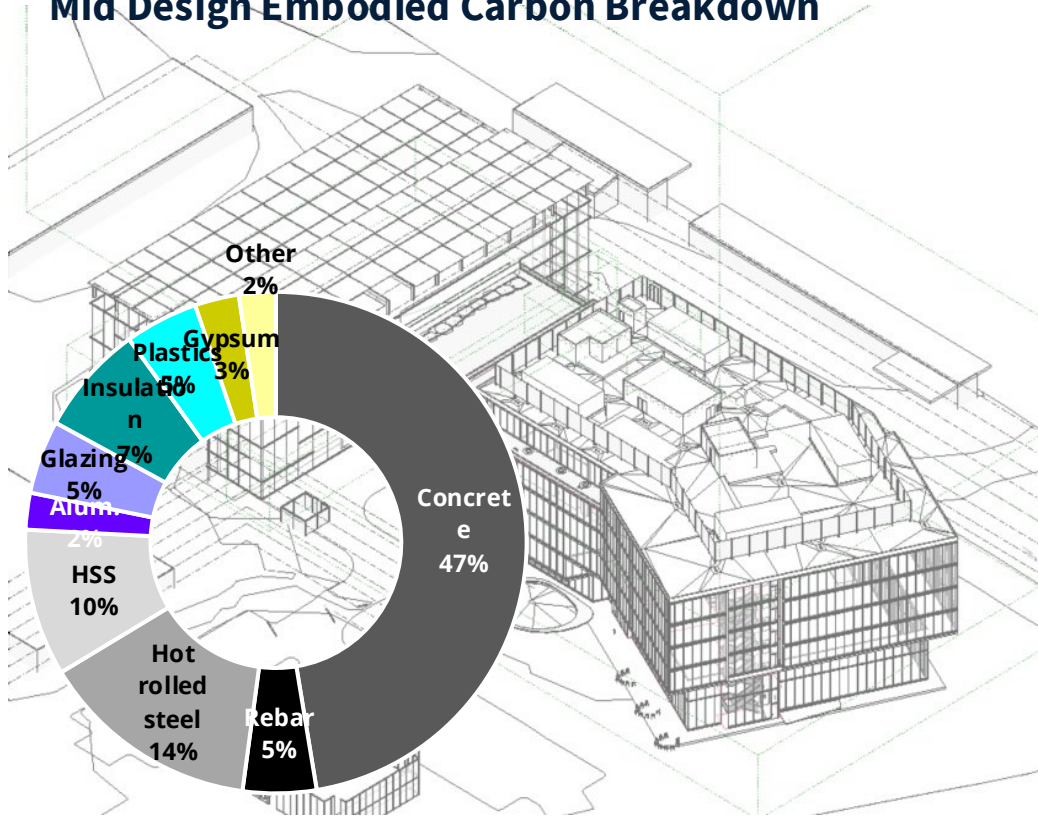 Mid Design Embodied Carbon Breakdown
Other
2%
Gypsum
3%
Plastics
5%
Insulatio
n
7%
Glazing
5%
Alum.
2%
HSS
10%
Hot
rolled
steel
14%
Rebar
5%
Concret
e
47%